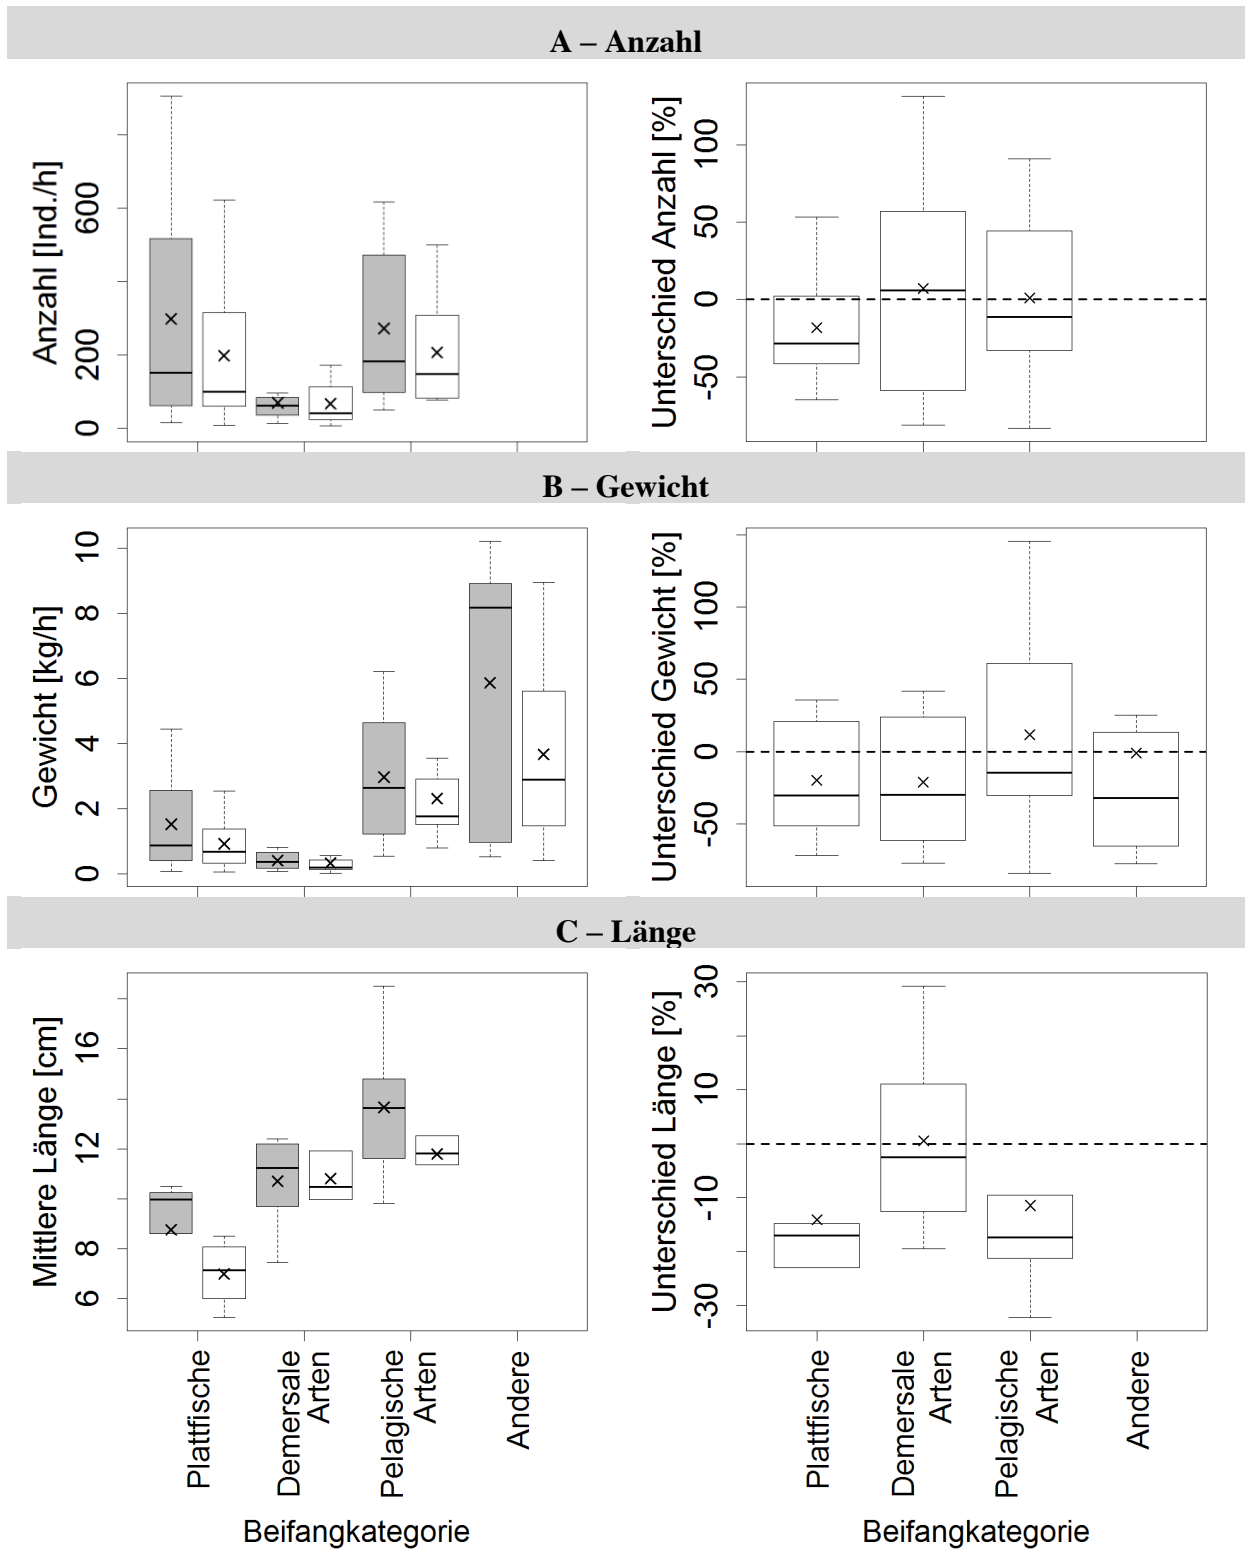 A – Anzahl
Anzahl [Ind./h]
600
200
0
Unterschied Anzahl [%]
100
50
0
-50
B – Gewicht
Gewicht [kg/h]
10
8
6
4
2
0
Unterschied Gewicht [%]
100
50
0
-50
C – Länge
Mittlere Länge [cm]
16
12
8
6
Unterschied Länge [%]
30
10
-10
-30
Plattfische
Demersale
Arten
Pelagische
Arten
Andere
Beifangkategorie
Plattfische
Demersale
Arten
Pelagische
Arten
Andere
Beifangkategorie